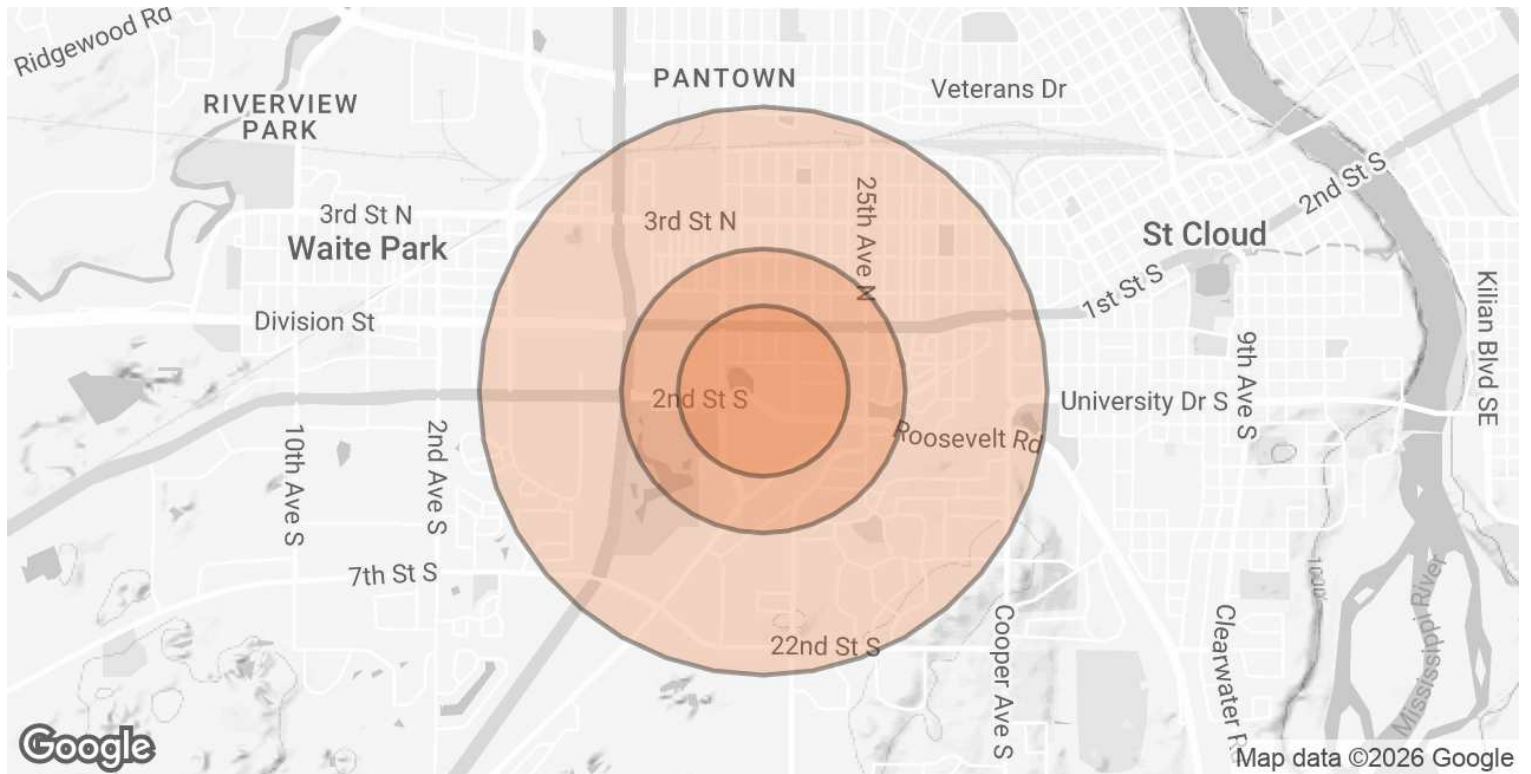 Ridgewood Rd
PANTOWN
Veterans Dr
RIVERVIEW
PARK
2nd St S
25th Ave N
3rd St N
3rd St N
Waite Park
St Cloud
Kilian Blvd SE
1st St S
Division St
9th Ave S
2nd St S
University Dr S
Roosevelt Rd
10th Ave S
2nd Ave S
7th St S
1000'
Mississippi River
Cooper Ave S
Clearwater Rd
22nd St S
Google
Map data ©2026 Google